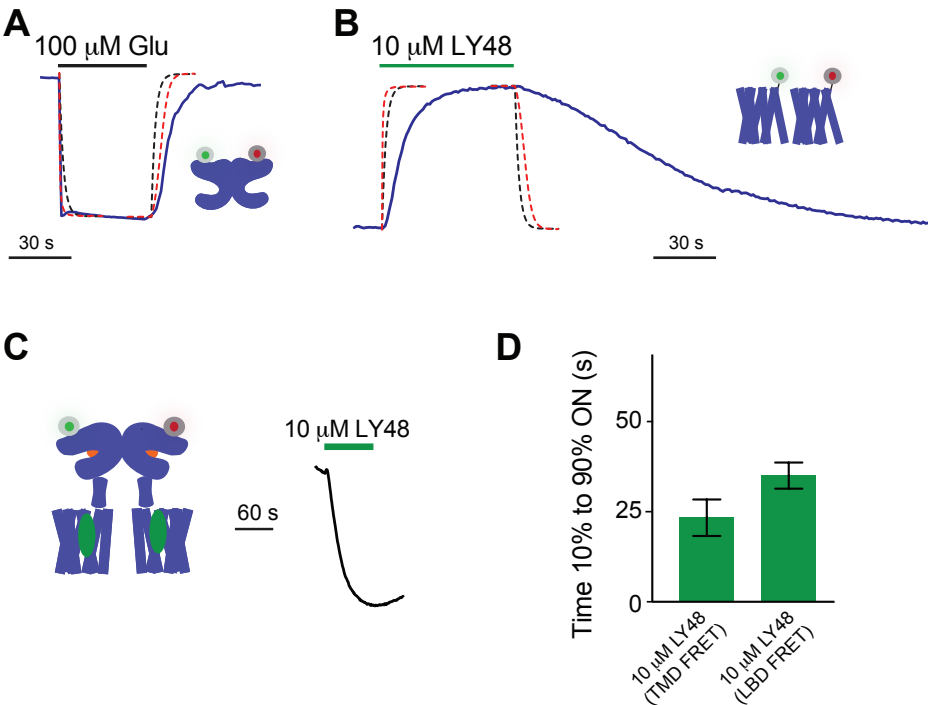 A
100 μM Glu
30 s
B
10 μM LY48
30 s
C
10 μM LY48
60 s
D
Time 10% to 90% ON (s)
50
25
0
10 μM LY48
(TMD FRET)
10 μM LY48
(LBD FRET)